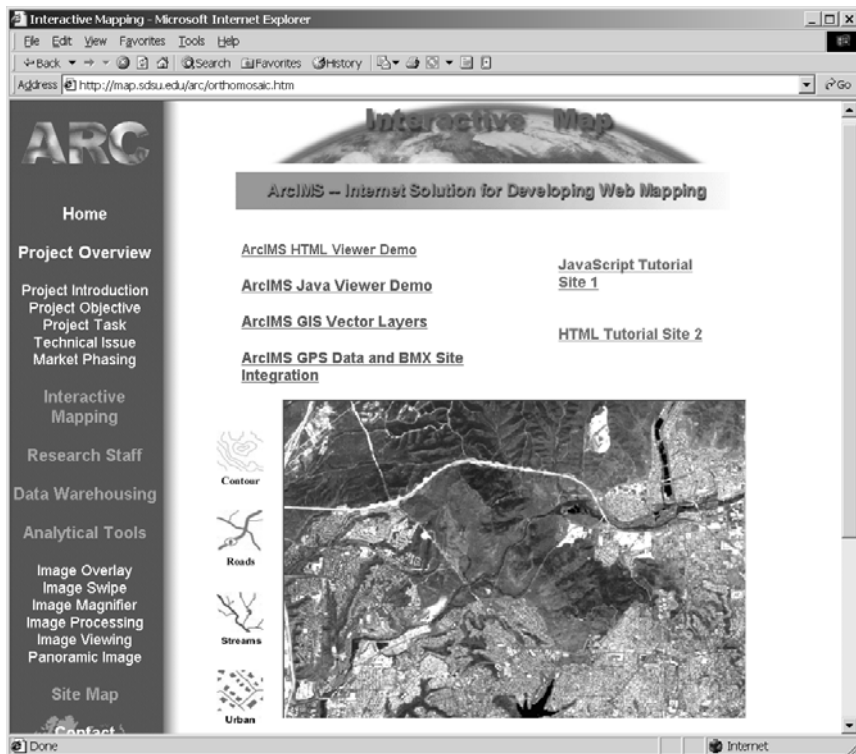 Interactive Mapping - Microsoft Internet Explorer
File Edit View Favorites Tools Help
Back Search Favorites History
Address http://map.sdsu.edu/arc/orthomosaic.htm Go
ARC
Home
Project Overview
Project Introduction
Project Objective
Project Task
Technical Issue
Market Phasing
Interactive
Mapping
Research Staff
Data Warehousing
Analytical Tools
Image Overlay
Image Swipe
Image Magnifier
Image Processing
Image Viewing
Panoramic Image
Site Map
Contact
Interactive Map
ArcIMS -- Internet Solution for Developing Web Mapping
ArcIMS HTML Viewer Demo
ArcIMS Java Viewer Demo
ArcIMS GIS Vector Layers
ArcIMS GPS Data and BMX Site
Integration
JavaScript Tutorial
Site 1
HTML Tutorial Site 2
Contour
Roads
Streams
Urban
Done Internet